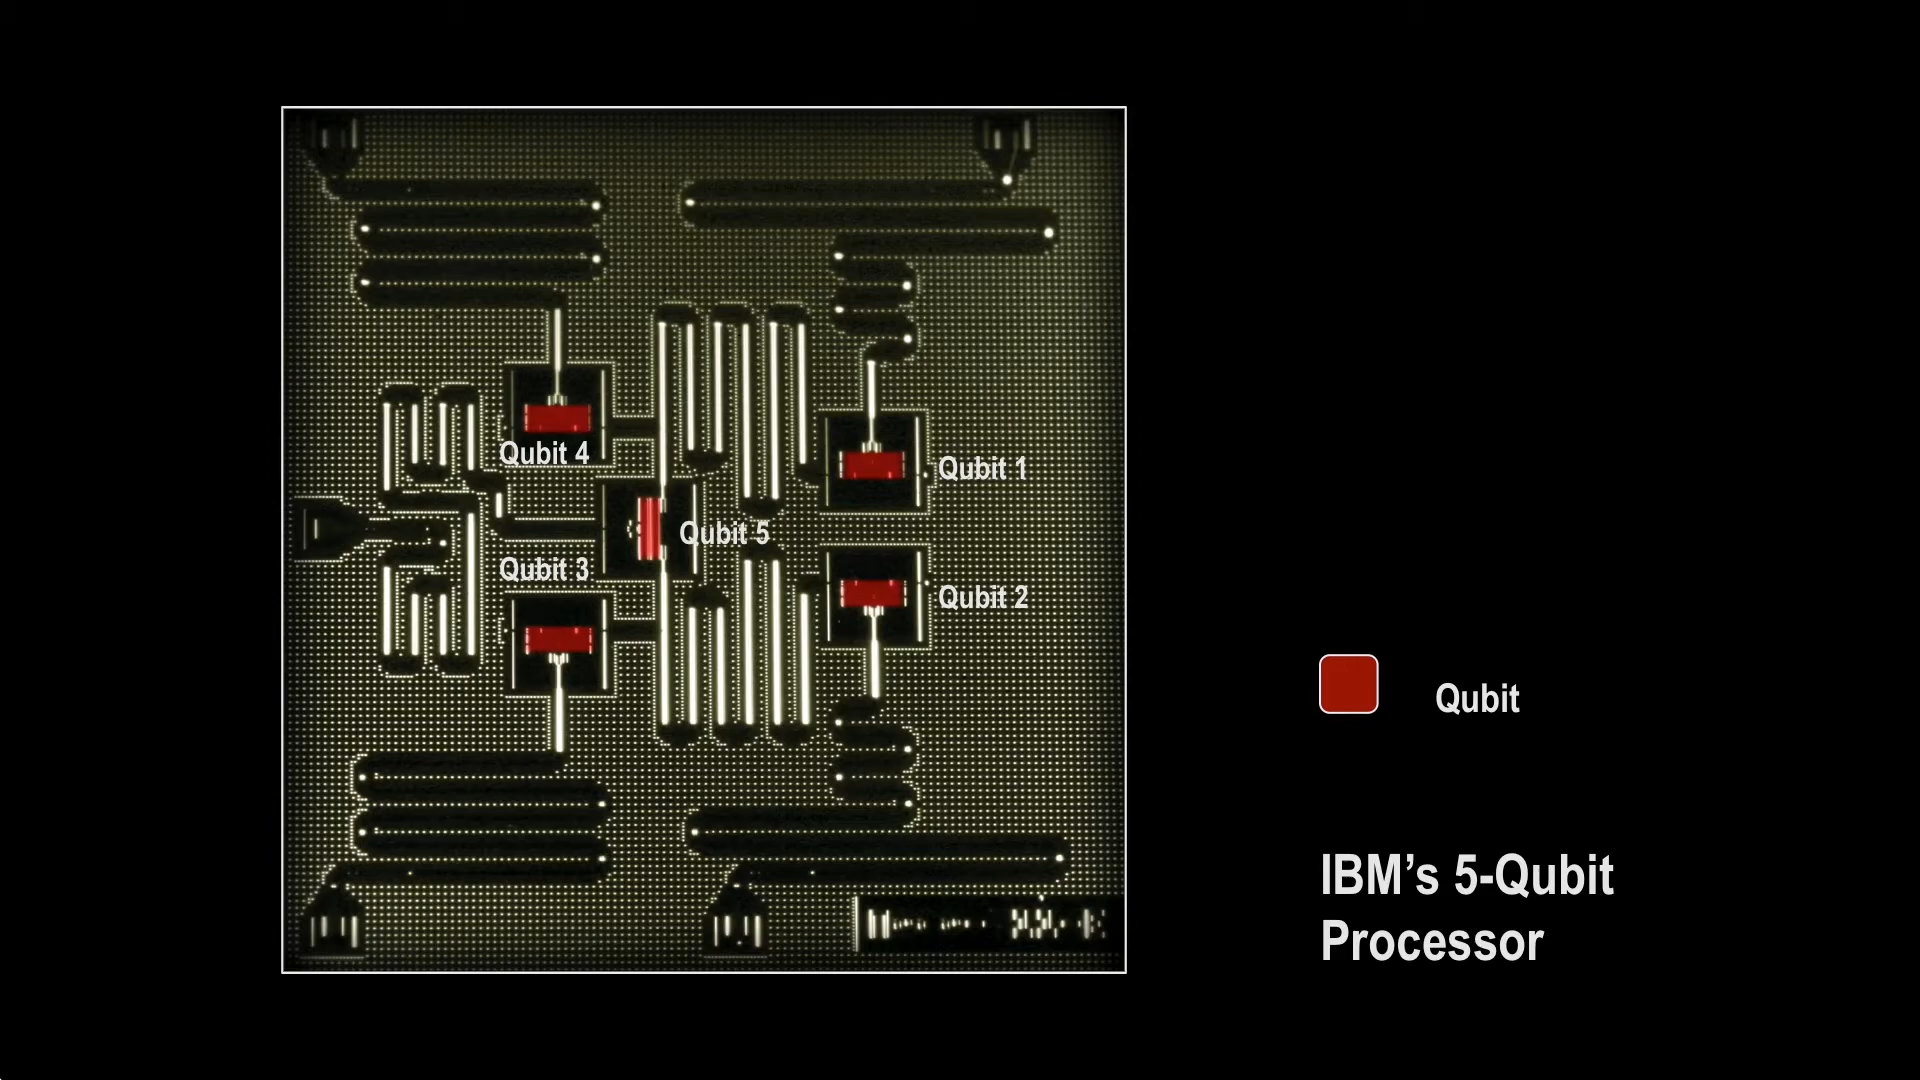 Qubit 4
Qubit 1
Qubit 5
Qubit 3
Qubit 2
Qubit
IBM’s 5-Qubit
Processor